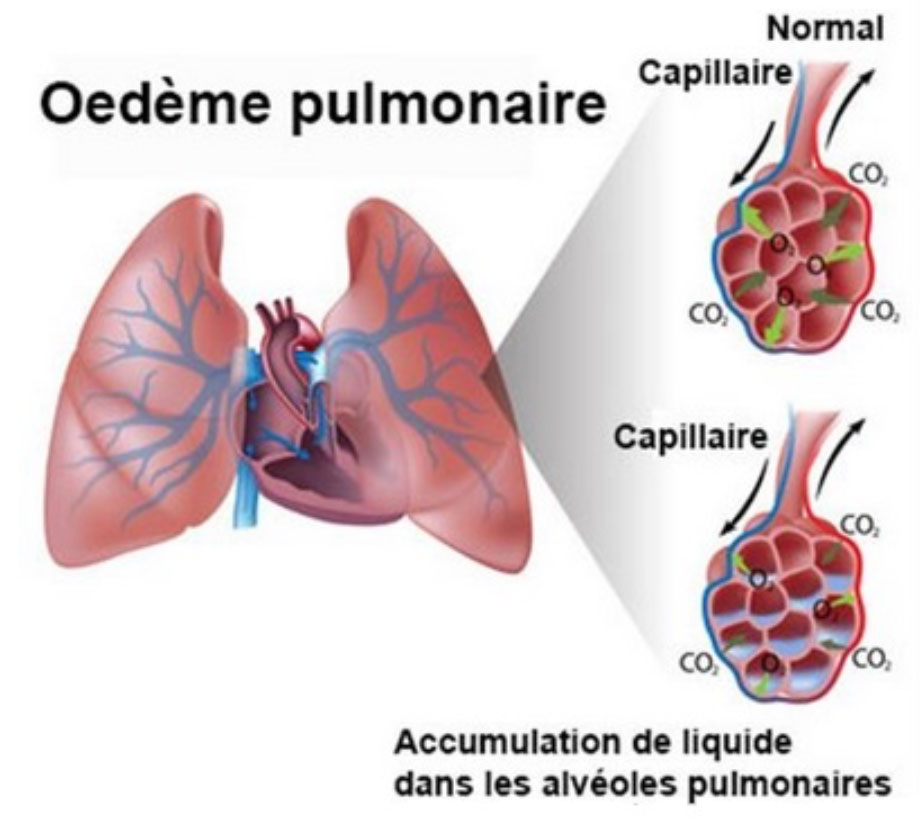 Oedème pulmonaire
Normal
Capillaire
CO₂
O₂
O₂
O₂
CO₂
CO₂
Capillaire
CO₂
O₂
O₂
CO₂
O₂
CO₂
Accumulation de liquide
dans les alvéoles pulmonaires